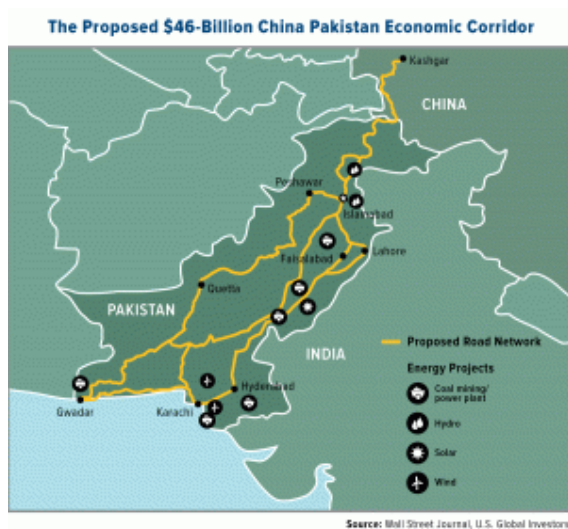 The Proposed $46-Billion China Pakistan Economic Corridor
Kashgar
CHINA
Peshawar
Islamabad
Faisalabad
Lahore
Quetta
PAKISTAN
INDIA
Proposed Road Network
Energy Projects
Coal mining/
power plant
Hydro
Solar
Wind
Hyderabad
Gwadar
Karachi
Source: Wall Street Journal, U.S. Global Investors